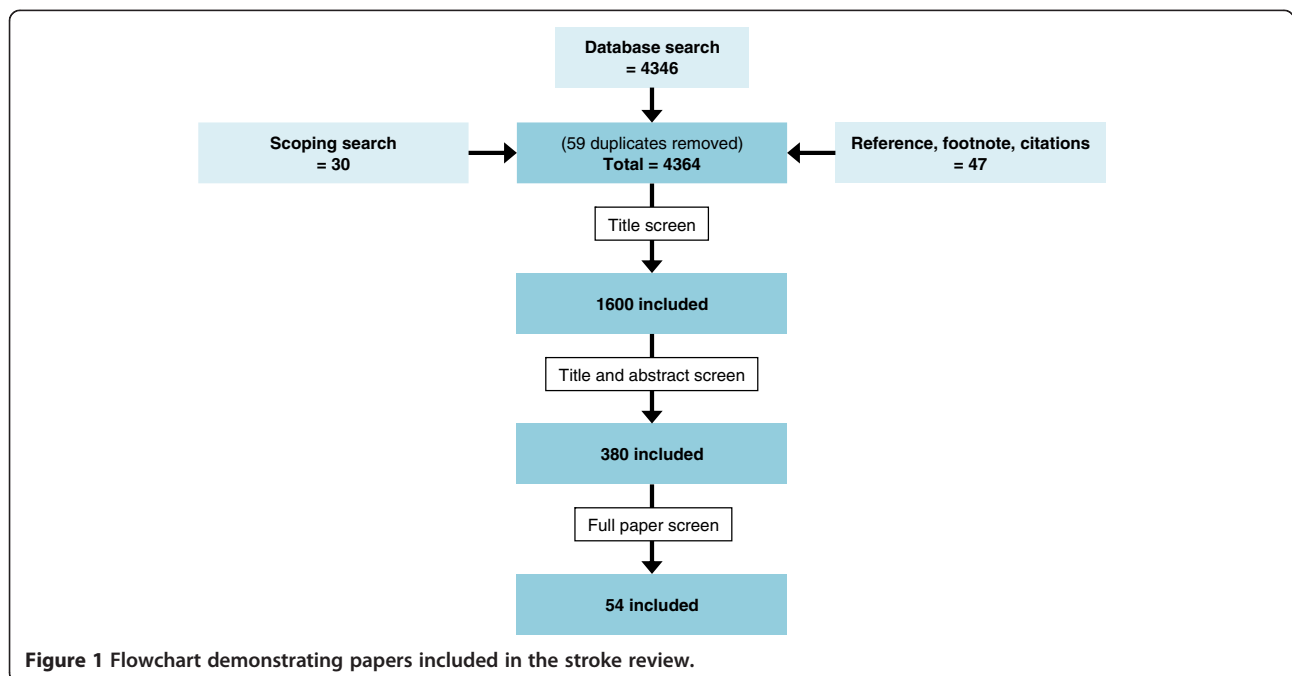 Database search
= 4346
Scoping search
= 30
(59 duplicates removed)
Total = 4364
Reference, footnote, citations
= 47
Title screen
1600 included
Title and abstract screen
380 included
Full paper screen
54 included
Figure 1 Flowchart demonstrating papers included in the stroke review.